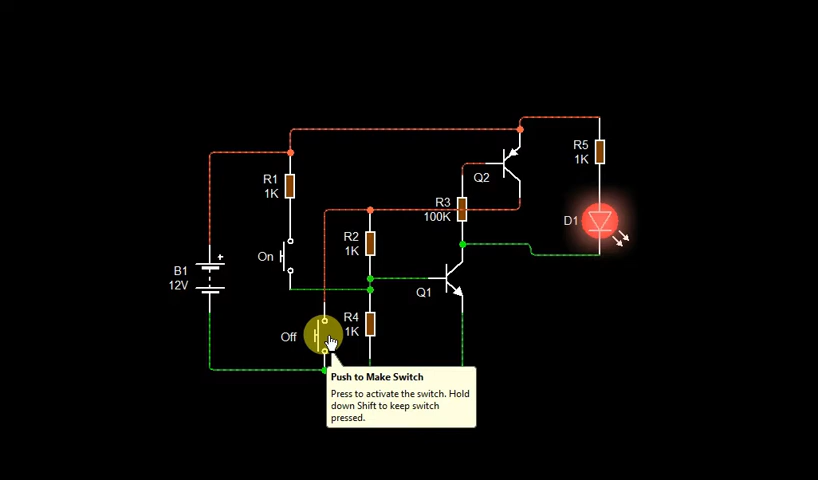 R5
1K
Q2
R1
1K
R3
100K
D1
R2
1K
On
+
B1
12V
Q1
R4
1K
Off
Push to Make Switch
Press to activate the switch. Hold
down Shift to keep switch
pressed.